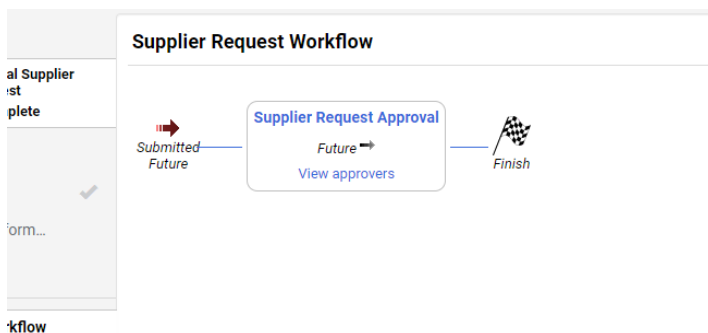 Supplier Request Workflow
al Supplier
est
plete
form...
rkflow
Submitted
Future
Supplier Request Approval
Future
View approvers
Finish